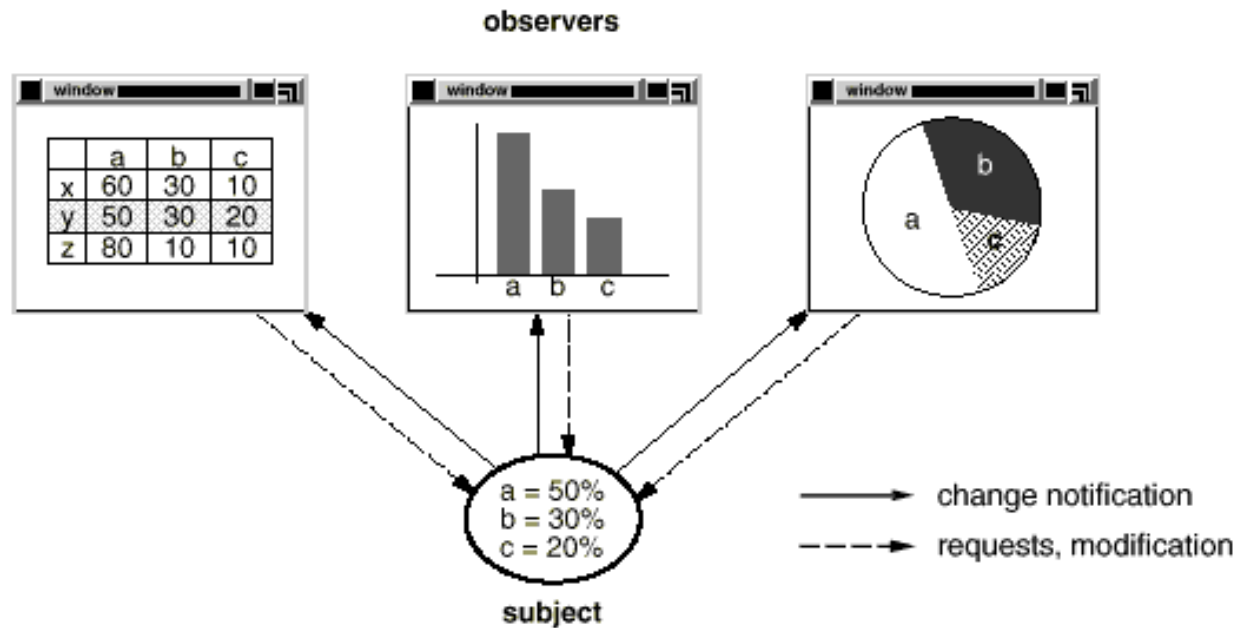 observers
window
window
window
a b c
x 60 30 10
y 50 30 20
z 80 10 10
a b c
a
b
c
a = 50%
b = 30%
c = 20%
subject
change notification
requests, modification